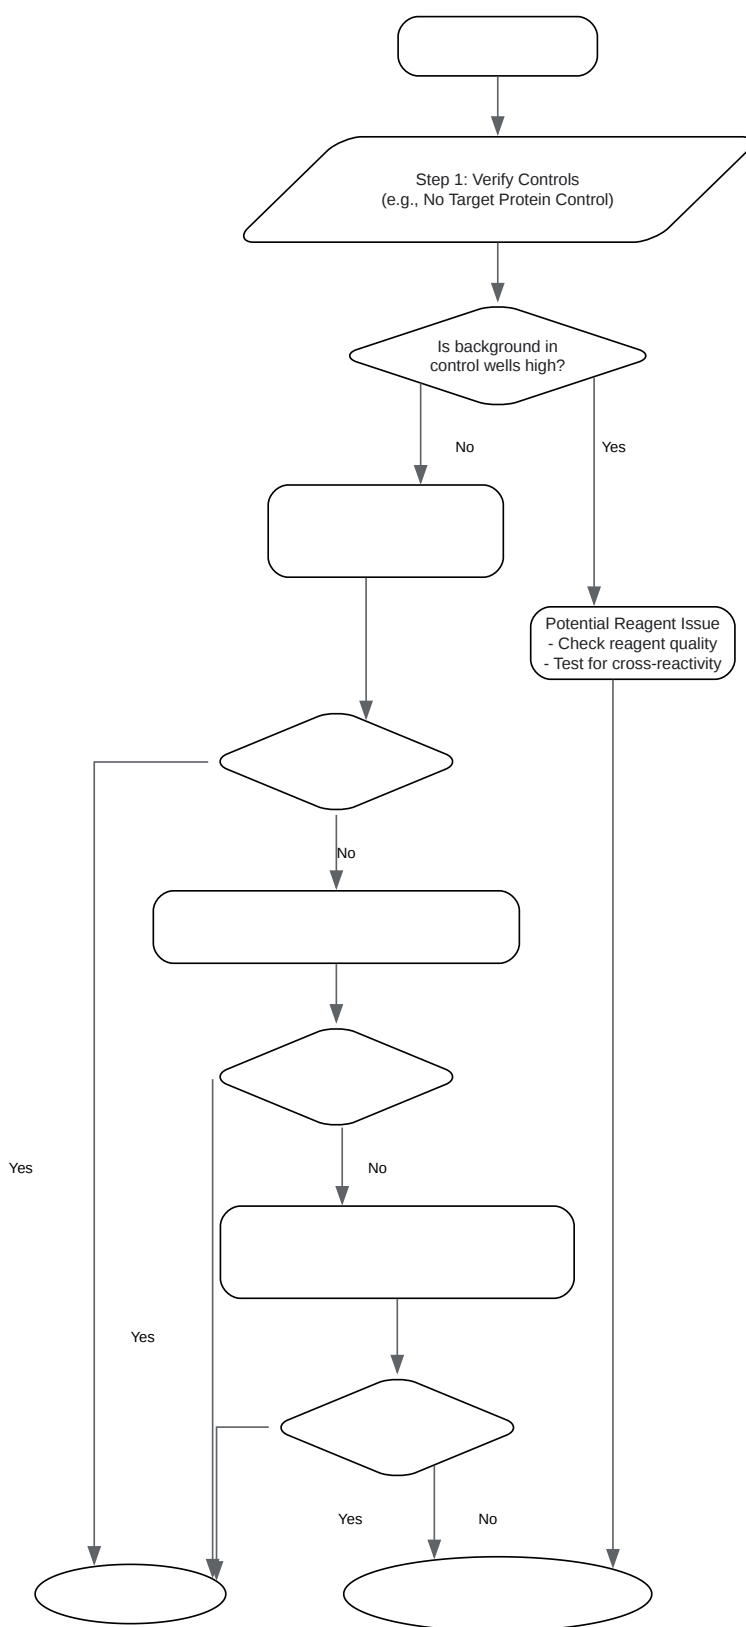 Step 1: Verify Controls
(e.g., No Target Protein Control)
Is background in
control wells high?
No
Yes
Potential Reagent Issue
- Check reagent quality
- Test for cross-reactivity
No
Yes
No
Yes
Yes
No